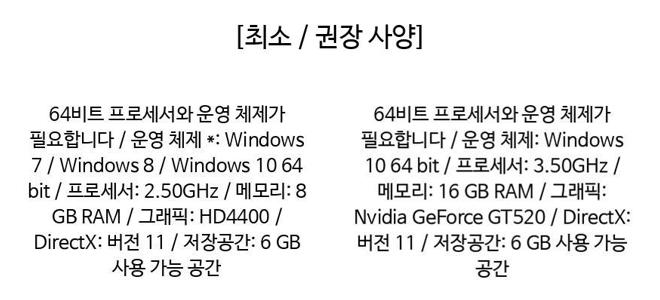 [최소 / 권장 사양]
64비트 프로세서와 운영 체제가
필요합니다 / 운영 체제 *: Windows
7 / Windows 8 / Windows 10 64
bit / 프로세서: 2.50GHz / 메모리: 8
GB RAM / 그래픽: HD4400 /
DirectX: 버전 11 / 저장공간: 6 GB
사용 가능 공간
64비트 프로세서와 운영 체제가
필요합니다 / 운영 체제: Windows
10 64 bit / 프로세서: 3.50GHz /
메모리: 16 GB RAM / 그래픽:
Nvidia GeForce GT520 / DirectX:
버전 11 / 저장공간: 6 GB 사용 가능
공간